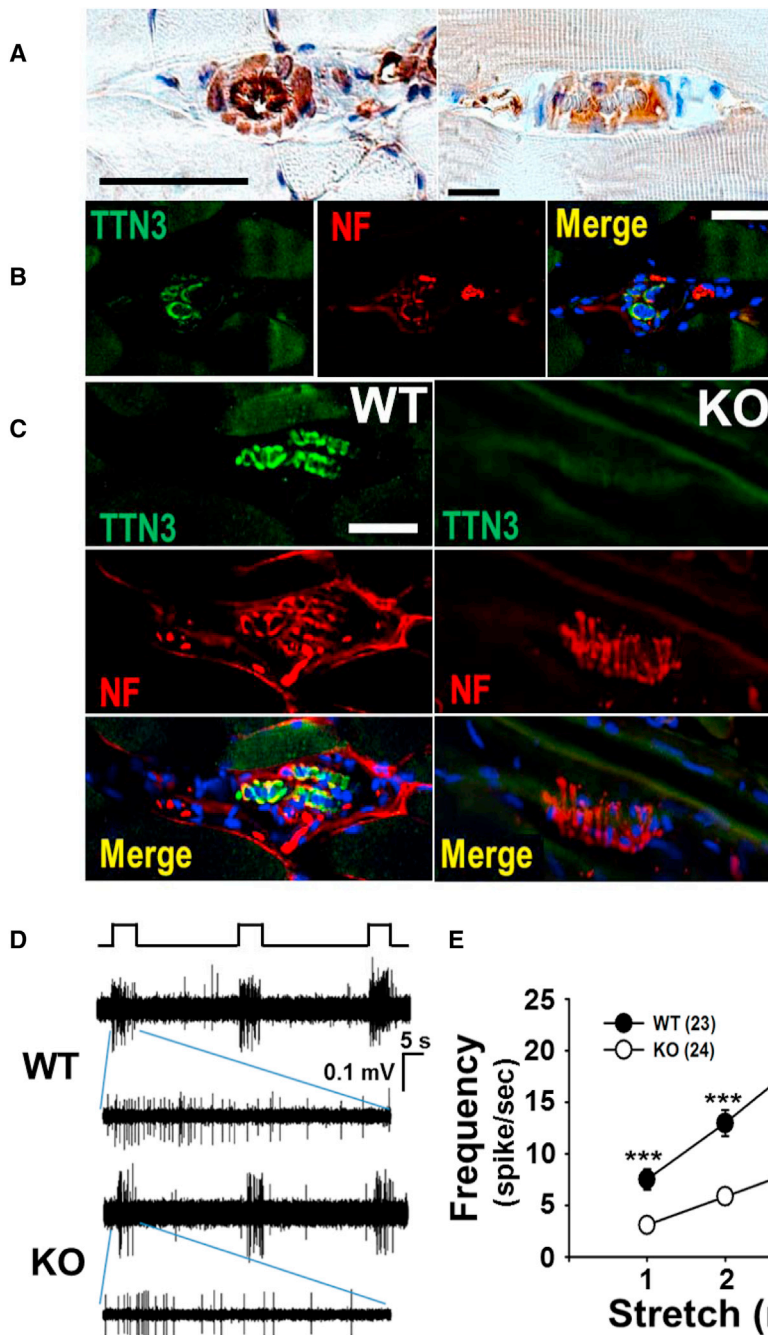 A
B
TTN3
NF
Merge
C
WT
KO
TTN3
TTN3
NF
NF
Merge
Merge
D
WT
5 s
0.1 mV
KO
E
Frequency
(spike/sec)
25
20
15
10
5
0
WT (23)
KO (24)
***
***
1
2
Stretch (